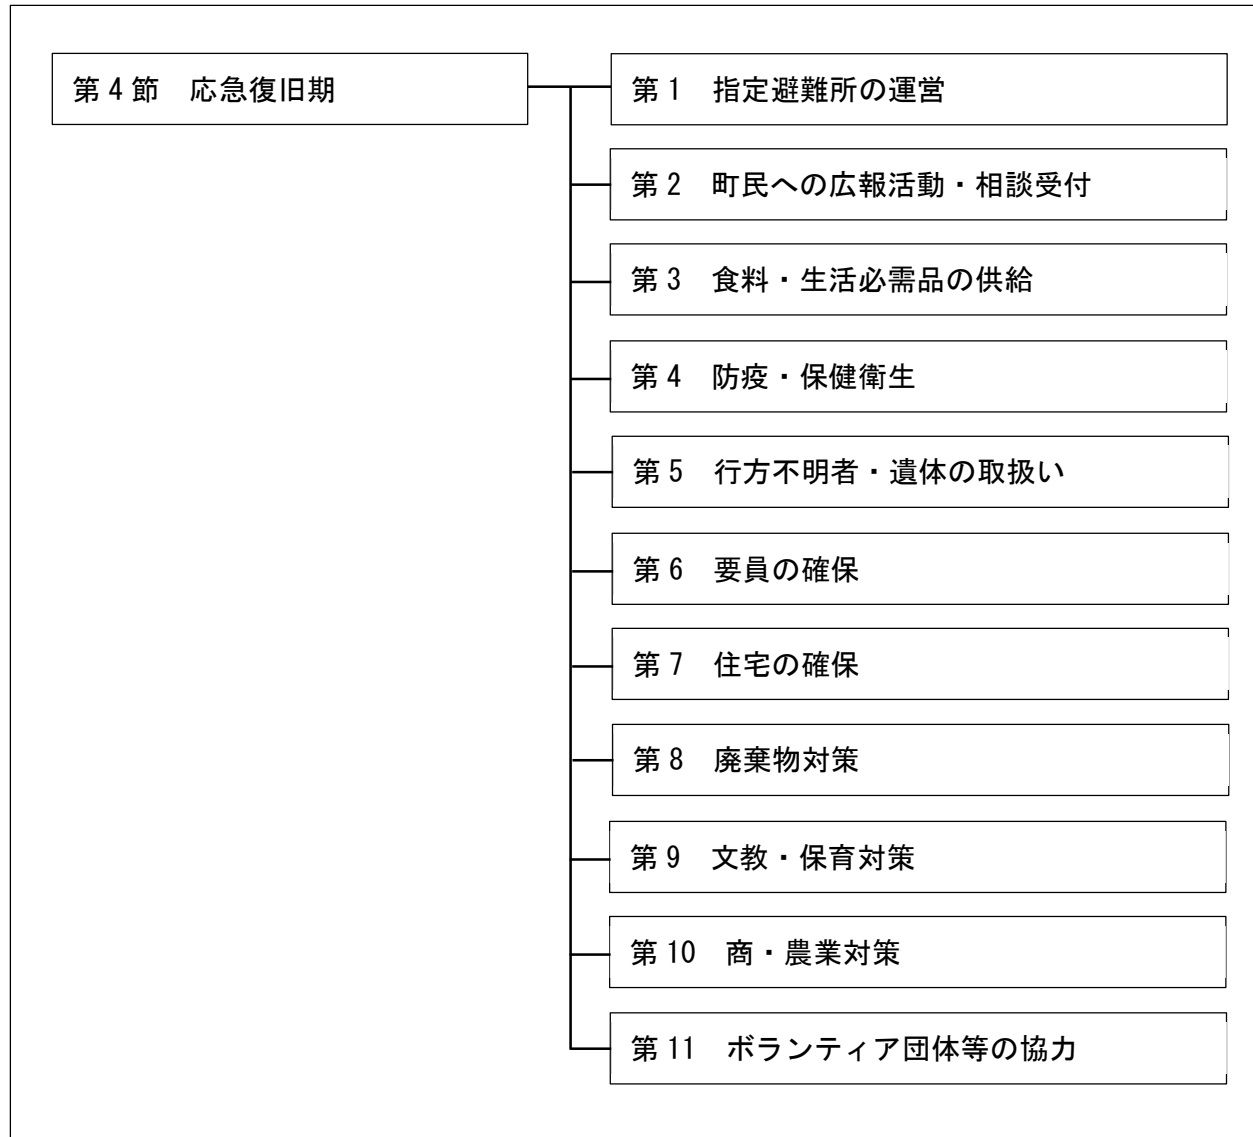 第４節　応急復旧期
第１　指定避難所の運営
第２　町民への広報活動・相談受付
第３　食料・生活必需品の供給
第４　防疫・保健衛生
第５　行方不明者・遺体の取扱い
第６　要員の確保
第７　住宅の確保
第８　廃棄物対策
第９　文教・保育対策
第10　商・農業対策
第11　ボランティア団体等の協力